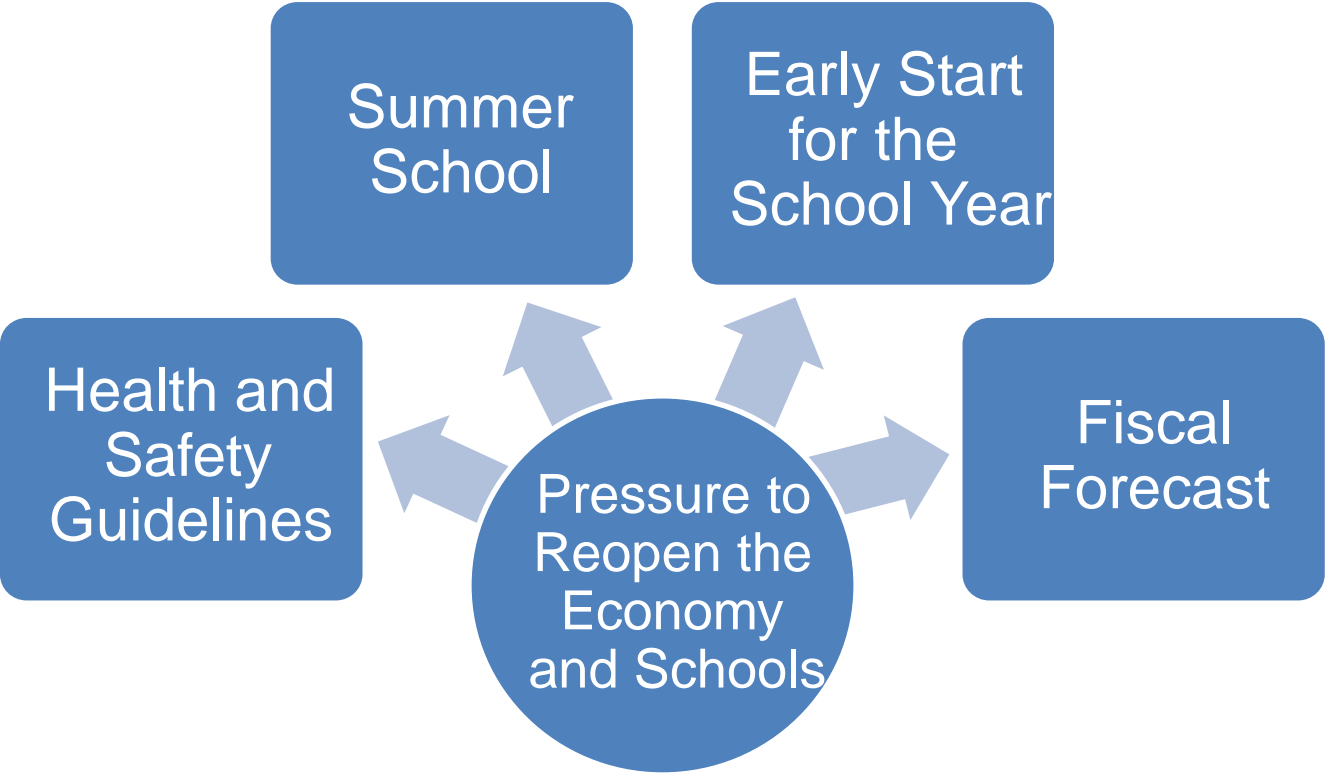 Summer
School
Early Start
for the
School Year
Health and
Safety
Guidelines
Fiscal
Forecast
Pressure to
Reopen the
Economy
and Schools